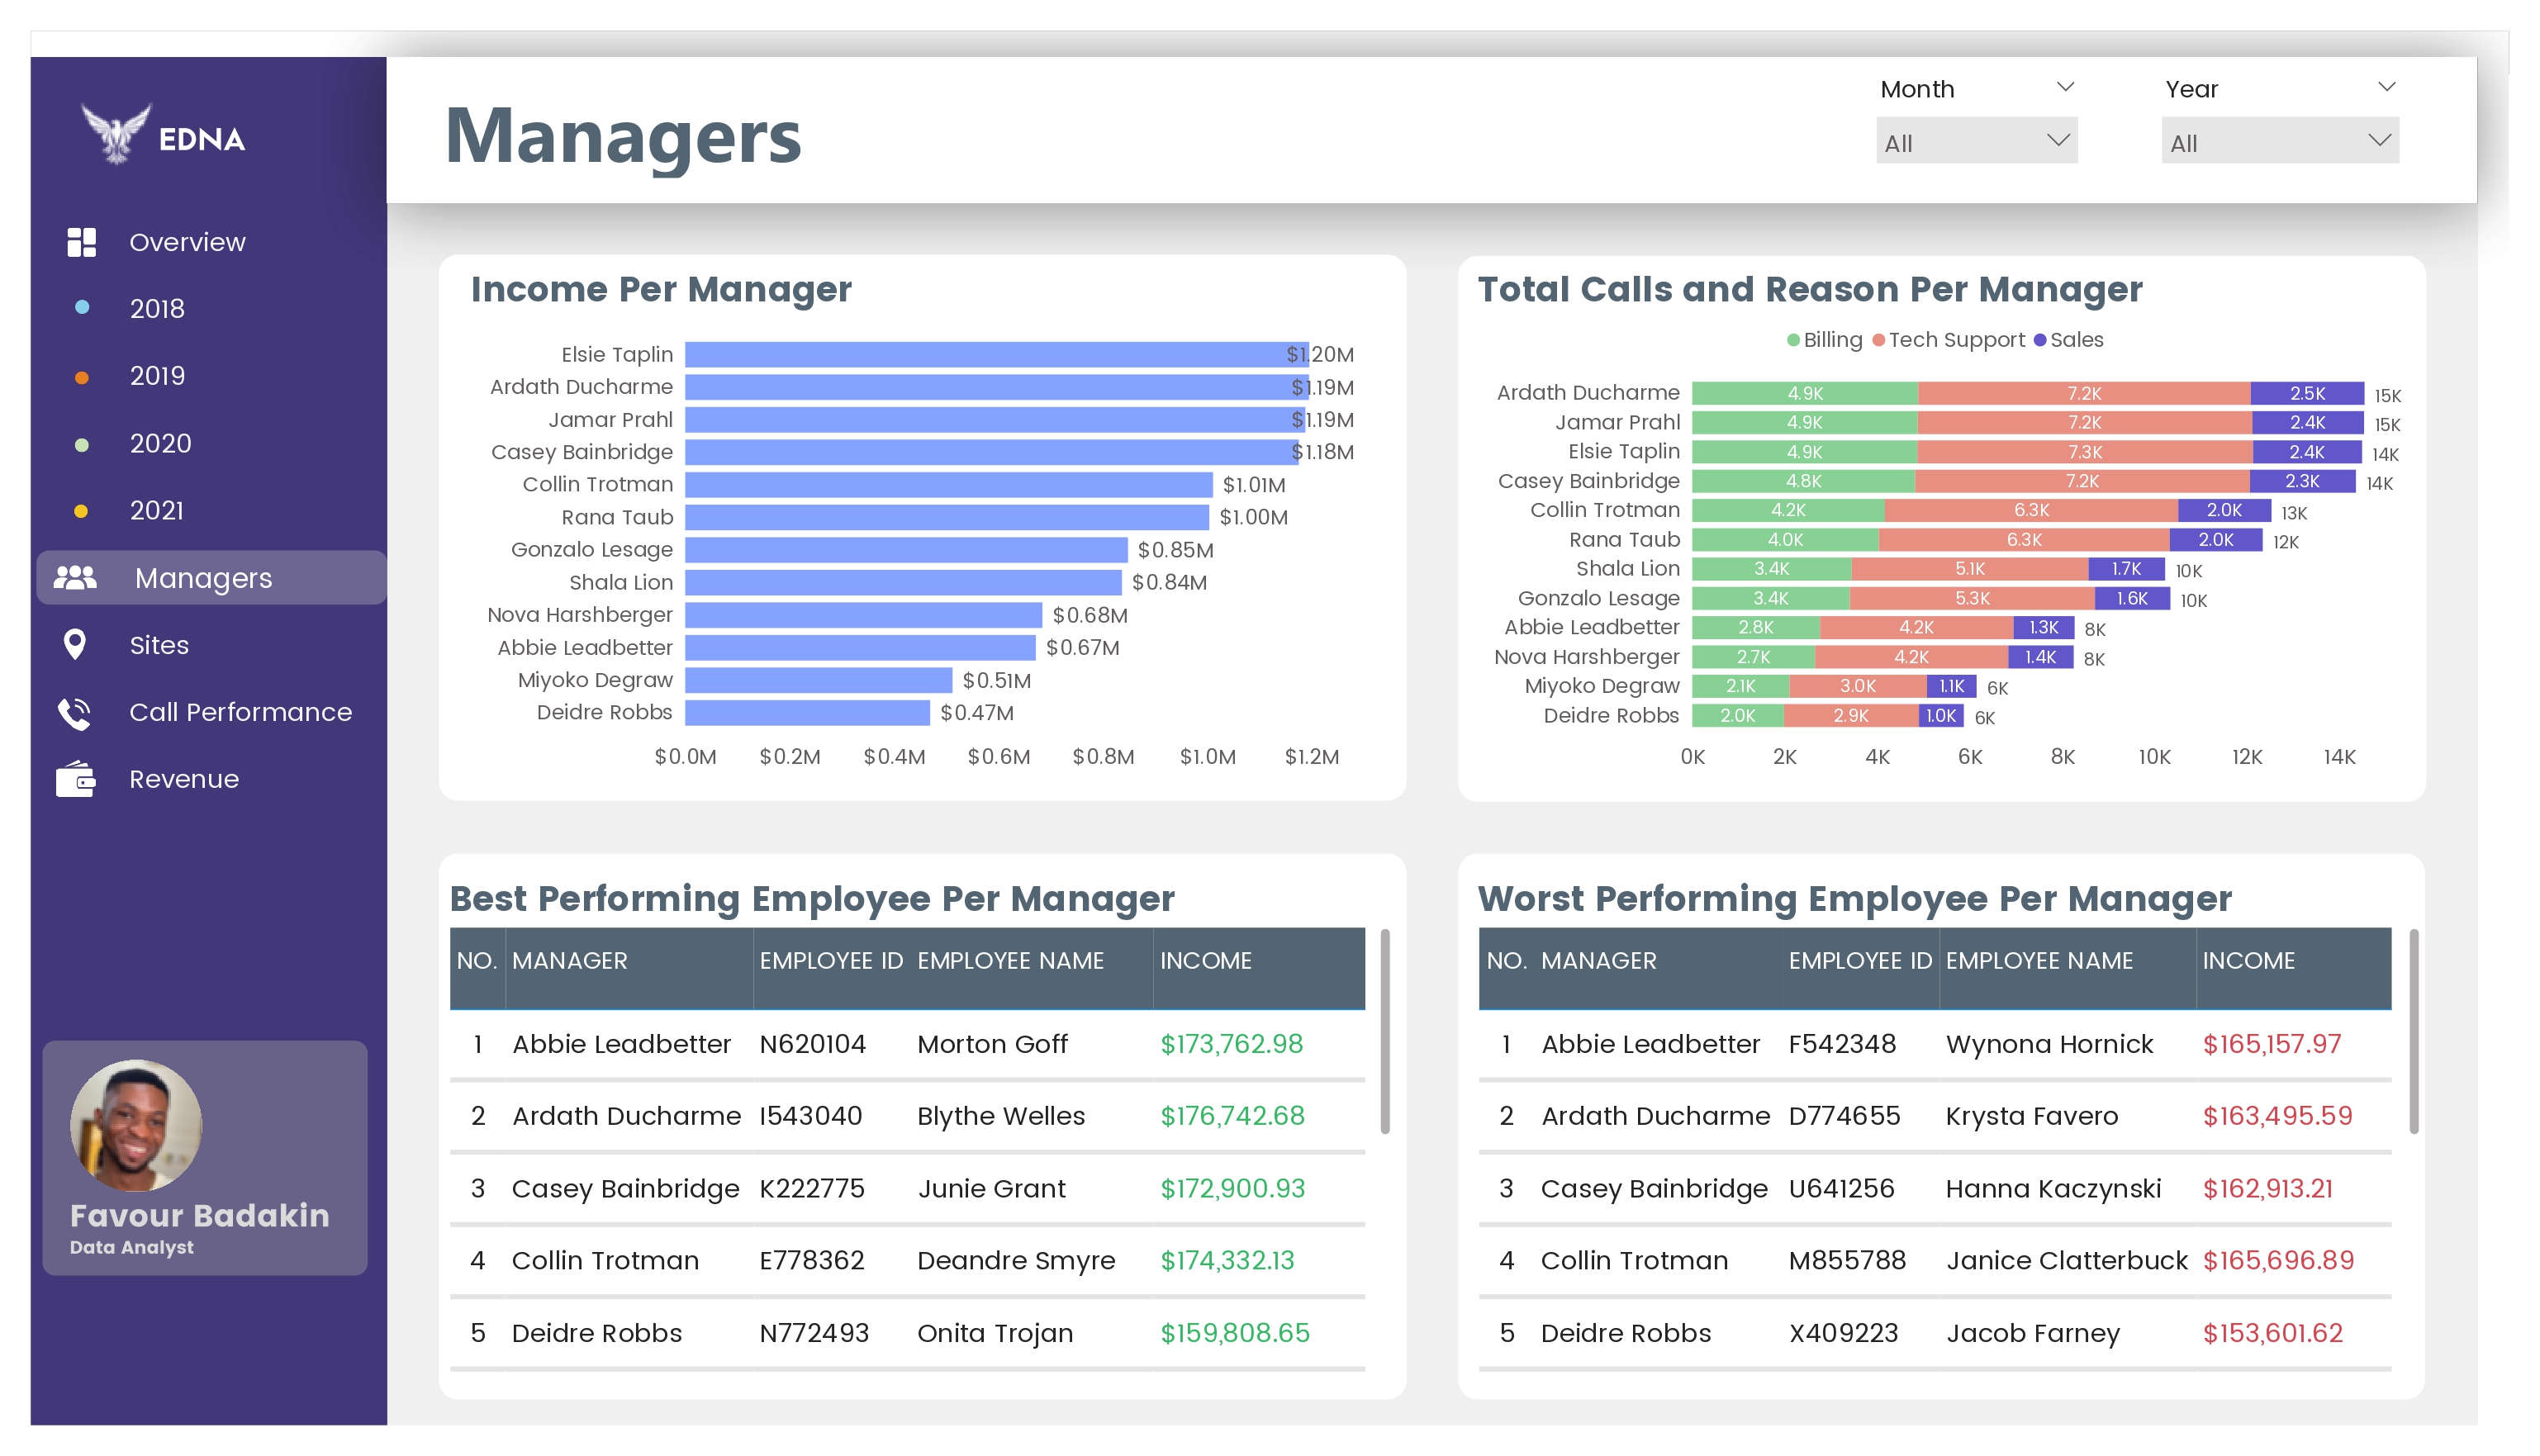 EDNA
Overview
2018
2019
2020
2021
Managers
Sites
Call Performance
Revenue
Favour Badakin
Data Analyst
Managers
Month
All
Year
All
Income Per Manager
Elsie Taplin $1.20M
Ardath Ducharme $1.19M
Jamar Prahl $1.19M
Casey Bainbridge $1.18M
Collin Trotman $1.01M
Rana Taub $1.00M
Gonzalo Lesage $0.85M
Shala Lion $0.84M
Nova Harshberger $0.68M
Abbie Leadbetter $0.67M
Miyoko Degraw $0.51M
Deidre Robbs $0.47M
$0.0M $0.2M $0.4M $0.6M $0.8M $1.0M $1.2M
Total Calls and Reason Per Manager
Billing Tech Support Sales
Ardath Ducharme 4.9K 7.2K 2.5K 15K
Jamar Prahl 4.9K 7.2K 2.4K 15K
Elsie Taplin 4.9K 7.3K 2.4K 14K
Casey Bainbridge 4.8K 7.2K 2.3K 14K
Collin Trotman 4.2K 6.3K 2.0K 13K
Rana Taub 4.0K 6.3K 2.0K 12K
Shala Lion 3.4K 5.1K 1.7K 10K
Gonzalo Lesage 3.4K 5.3K 1.6K 10K
Abbie Leadbetter 2.8K 4.2K 1.3K 8K
Nova Harshberger 2.7K 4.2K 1.4K 8K
Miyoko Degraw 2.1K 3.0K 1.1K 6K
Deidre Robbs 2.0K 2.9K 1.0K 6K
0K 2K 4K 6K 8K 10K 12K 14K
Best Performing Employee Per Manager
NO. MANAGER EMPLOYEE ID EMPLOYEE NAME INCOME
1 Abbie Leadbetter N620104 Morton Goff $173,762.98
2 Ardath Ducharme I543040 Blythe Welles $176,742.68
3 Casey Bainbridge K222775 Junie Grant $172,900.93
4 Collin Trotman E778362 Deandre Smyre $174,332.13
5 Deidre Robbs N772493 Onita Trojan $159,808.65
Worst Performing Employee Per Manager
NO. MANAGER EMPLOYEE ID EMPLOYEE NAME INCOME
1 Abbie Leadbetter F542348 Wynona Hornick $165,157.97
2 Ardath Ducharme D774655 Krysta Favero $163,495.59
3 Casey Bainbridge U641256 Hanna Kaczynski $162,913.21
4 Collin Trotman M855788 Janice Clatterbuck $165,696.89
5 Deidre Robbs X409223 Jacob Farney $153,601.62